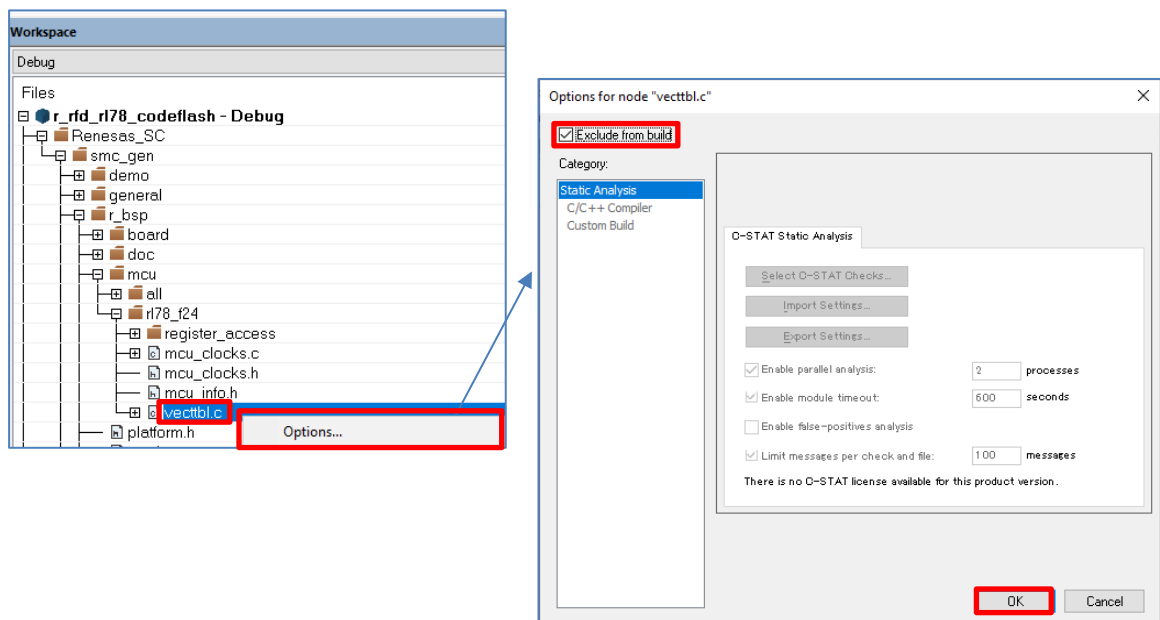 Workspace
Debug
Files
r_rfd_rl78_codeflash - Debug
Renesas_SC
smc_gen
demo
general
r_bsp
board
doc
mcu
all
rl78_f24
register_access
mcu_clocks.c
mcu_clocks.h
mcu_info.h
vecttbl.c
platform.h
Options...
Options for node "vecttbl.c"
Exclude from build
Category:
Static Analysis
C/C++ Compiler
Custom Build
C-STAT Static Analysis
Select C-STAT Checks...
Import Settings...
Export Settings...
Enable parallel analysis: 2 processes
Enable module timeout: 600 seconds
Enable false-positives analysis
Limit messages per check and file: 100 messages
There is no C-STAT license available for this product version.
OK Cancel